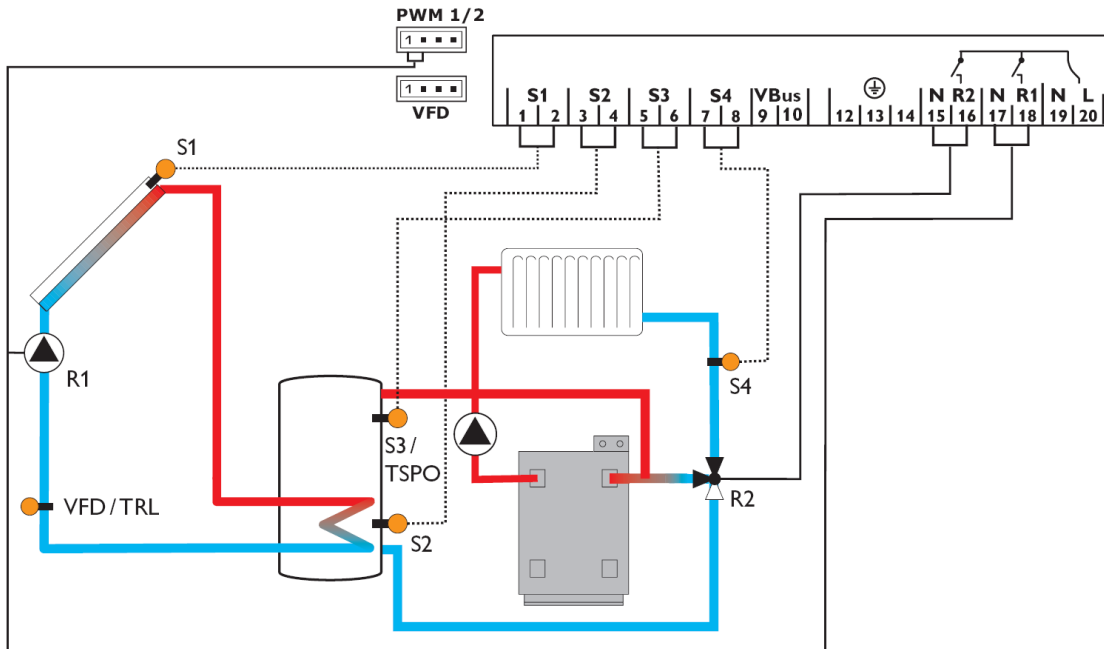 PWM 1/2
1
1
VFD
S1 S2 S3 S4 VBus N R2 N R1 N L
1 2 3 4 5 6 7 8 9 10 12 13 14 15 16 17 18 19 20
S1
R1
S4
S3 /
TSPO
R2
VFD / TRL
S2